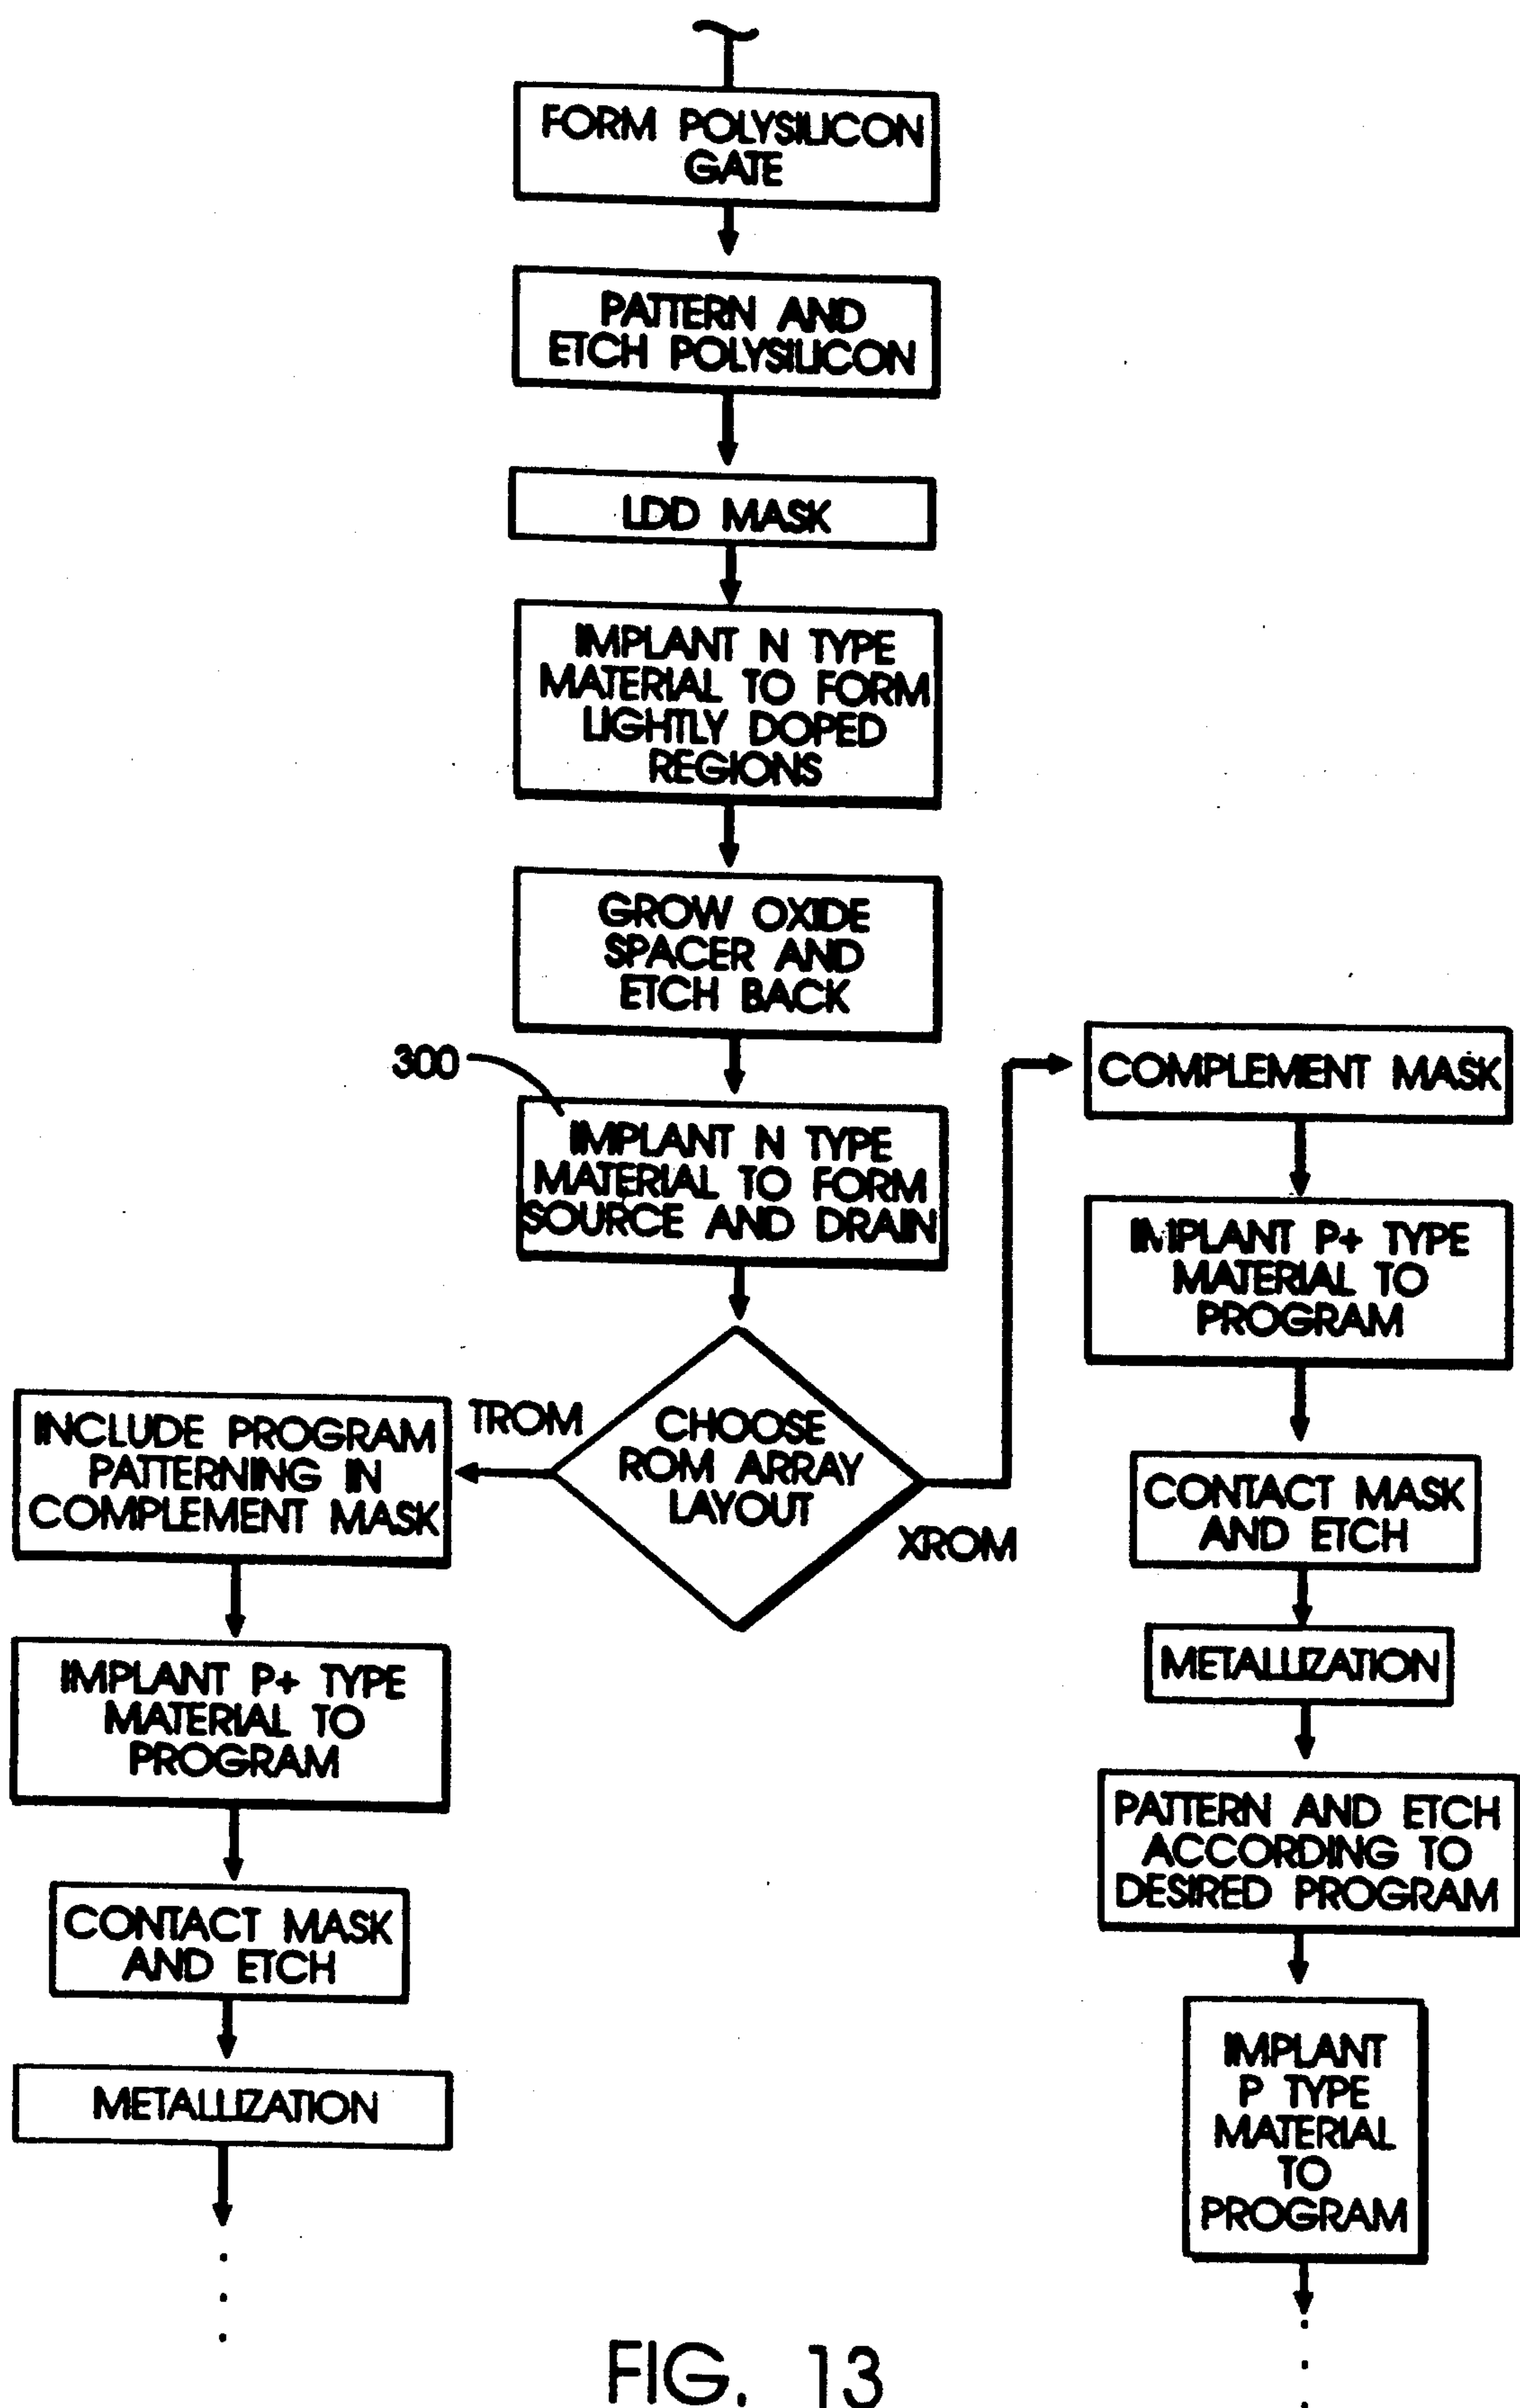 FORM POLYSILICON
GATE
PATTERN AND
ETCH POLYSILICON
LDD MASK
IMPLANT N TYPE
MATERIAL TO FORM
LIGHTLY DOPED
REGIONS
GROW OXIDE
SPACER AND
ETCH BACK
300
IMPLANT N TYPE
MATERIAL TO FORM
SOURCE AND DRAIN
CHOOSE
ROM ARRAY
LAYOUT
TROM
XROM
INCLUDE PROGRAM
PATTERNING IN
COMPLEMENT MASK
IMPLANT P+ TYPE
MATERIAL TO
PROGRAM
CONTACT MASK
AND ETCH
METALLIZATION
COMPLEMENT MASK
IMPLANT P+ TYPE
MATERIAL TO
PROGRAM
CONTACT MASK
AND ETCH
METALLIZATION
PATTERN AND ETCH
ACCORDING TO
DESIRED PROGRAM
IMPLANT
P TYPE
MATERIAL
TO
PROGRAM
FIG. 13